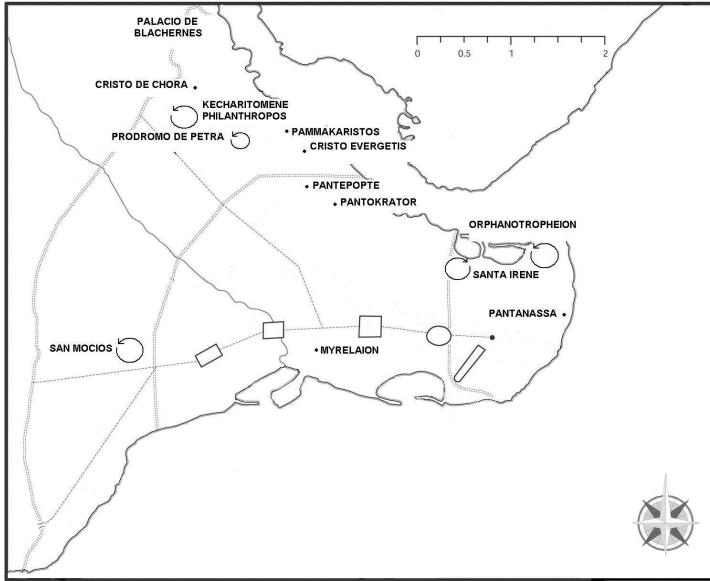 PALACIO DE
BLACHERNES
0 0.5 1 2
CRISTO DE CHORA
KECHARITOMENE
PHILANTHROPOS
PAMMAKARISTOS
PRODROMO DE PETRA
CRISTO EVERGETIS
PANTEPOPTE
PANTOKRATOR
ORPHANOTROPHEION
SANTA IRENE
PANTANASSA
SAN MOCIOS
MYRELAION